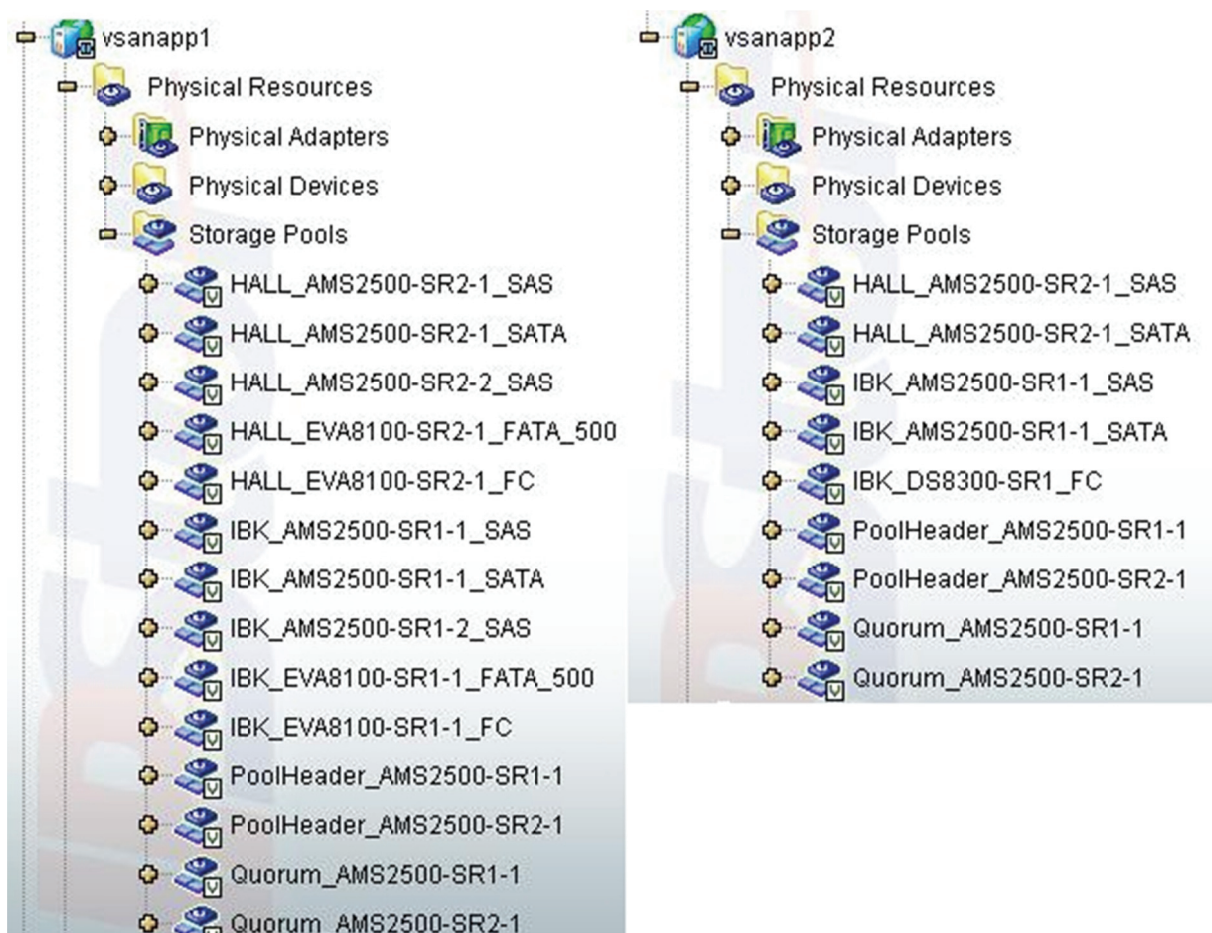 vsanapp1
Physical Resources
Physical Adapters
Physical Devices
Storage Pools
HALL_AMS2500-SR2-1_SAS
HALL_AMS2500-SR2-1_SATA
HALL_AMS2500-SR2-2_SAS
HALL_EVA8100-SR2-1_FATA_500
HALL_EVA8100-SR2-1_FC
IBK_AMS2500-SR1-1_SAS
IBK_AMS2500-SR1-1_SATA
IBK_AMS2500-SR1-2_SAS
IBK_EVA8100-SR1-1_FATA_500
IBK_EVA8100-SR1-1_FC
PoolHeader_AMS2500-SR1-1
PoolHeader_AMS2500-SR2-1
Quorum_AMS2500-SR1-1
Quorum_AMS2500-SR2-1
vsanapp2
Physical Resources
Physical Adapters
Physical Devices
Storage Pools
HALL_AMS2500-SR2-1_SAS
HALL_AMS2500-SR2-1_SATA
IBK_AMS2500-SR1-1_SAS
IBK_AMS2500-SR1-1_SATA
IBK_DS8300-SR1_FC
PoolHeader_AMS2500-SR1-1
PoolHeader_AMS2500-SR2-1
Quorum_AMS2500-SR1-1
Quorum_AMS2500-SR2-1